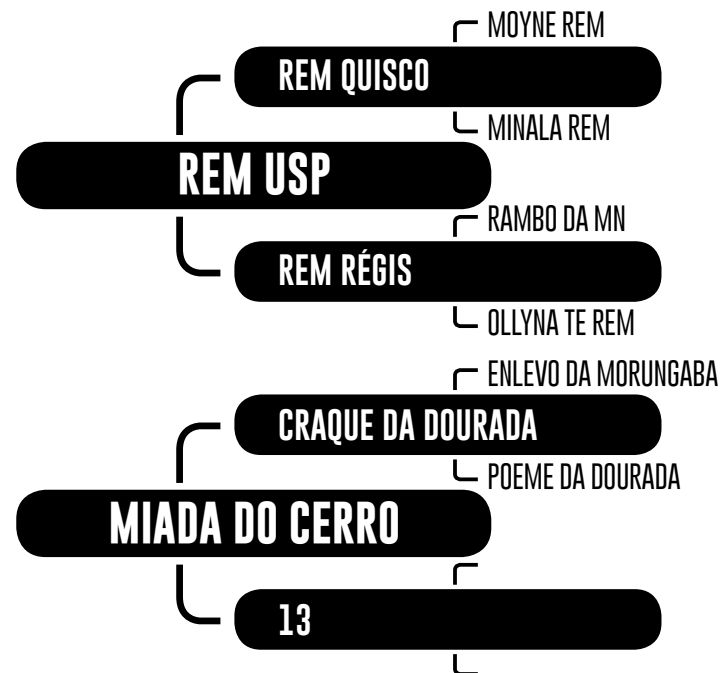 MOYNE REM
REM QUISCO
MINALA REM
REM USP
RAMBO DA MN
REM RÉGIS
OLLYNA TE REM
ENLEVO DA MORUNGABA
CRAQUE DA DOURADA
POEME DA DOURADA
MIADA DO CERRO
13